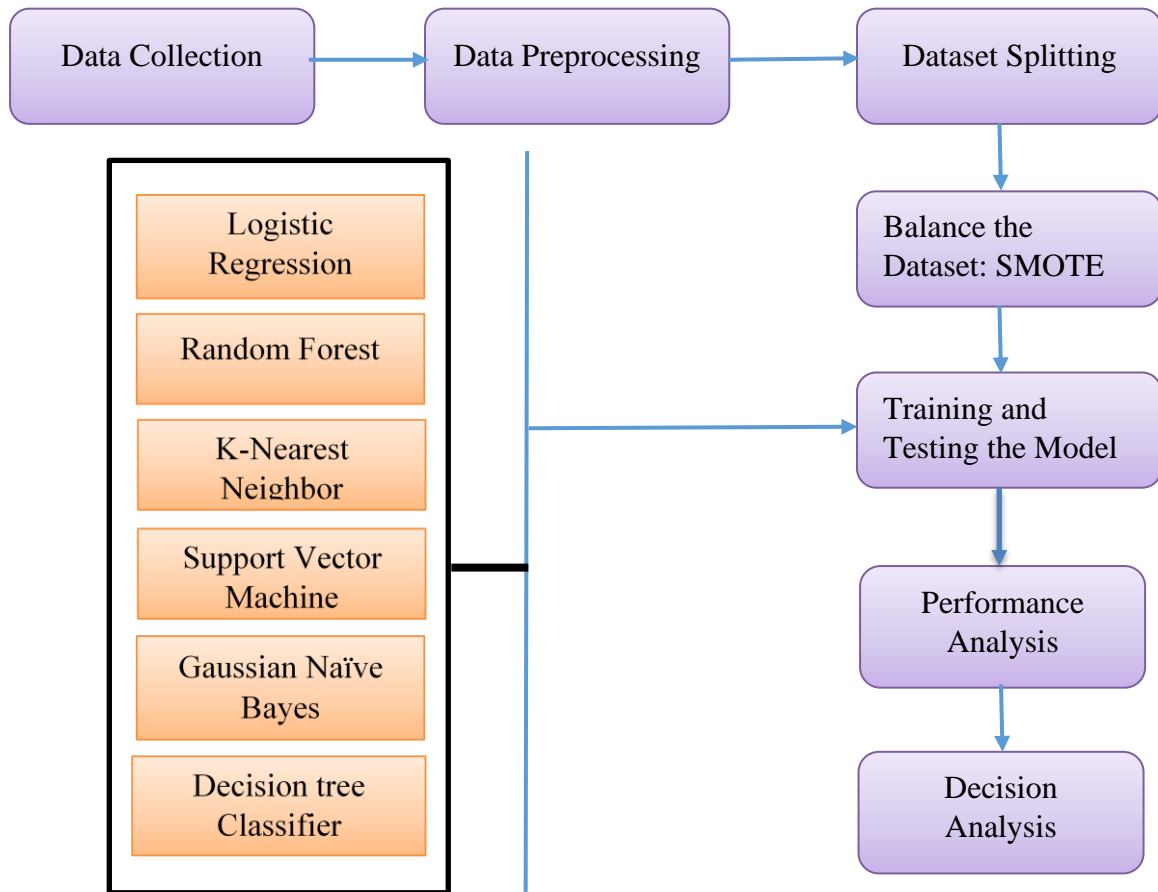 Data Collection
Data Preprocessing
Dataset Splitting
Logistic
Regression
Random Forest
K-Nearest
Neighbor
Support Vector
Machine
Gaussian Naïve
Bayes
Decision tree
Classifier
Balance the
Dataset: SMOTE
Training and
Testing the Model
Performance
Analysis
Decision
Analysis